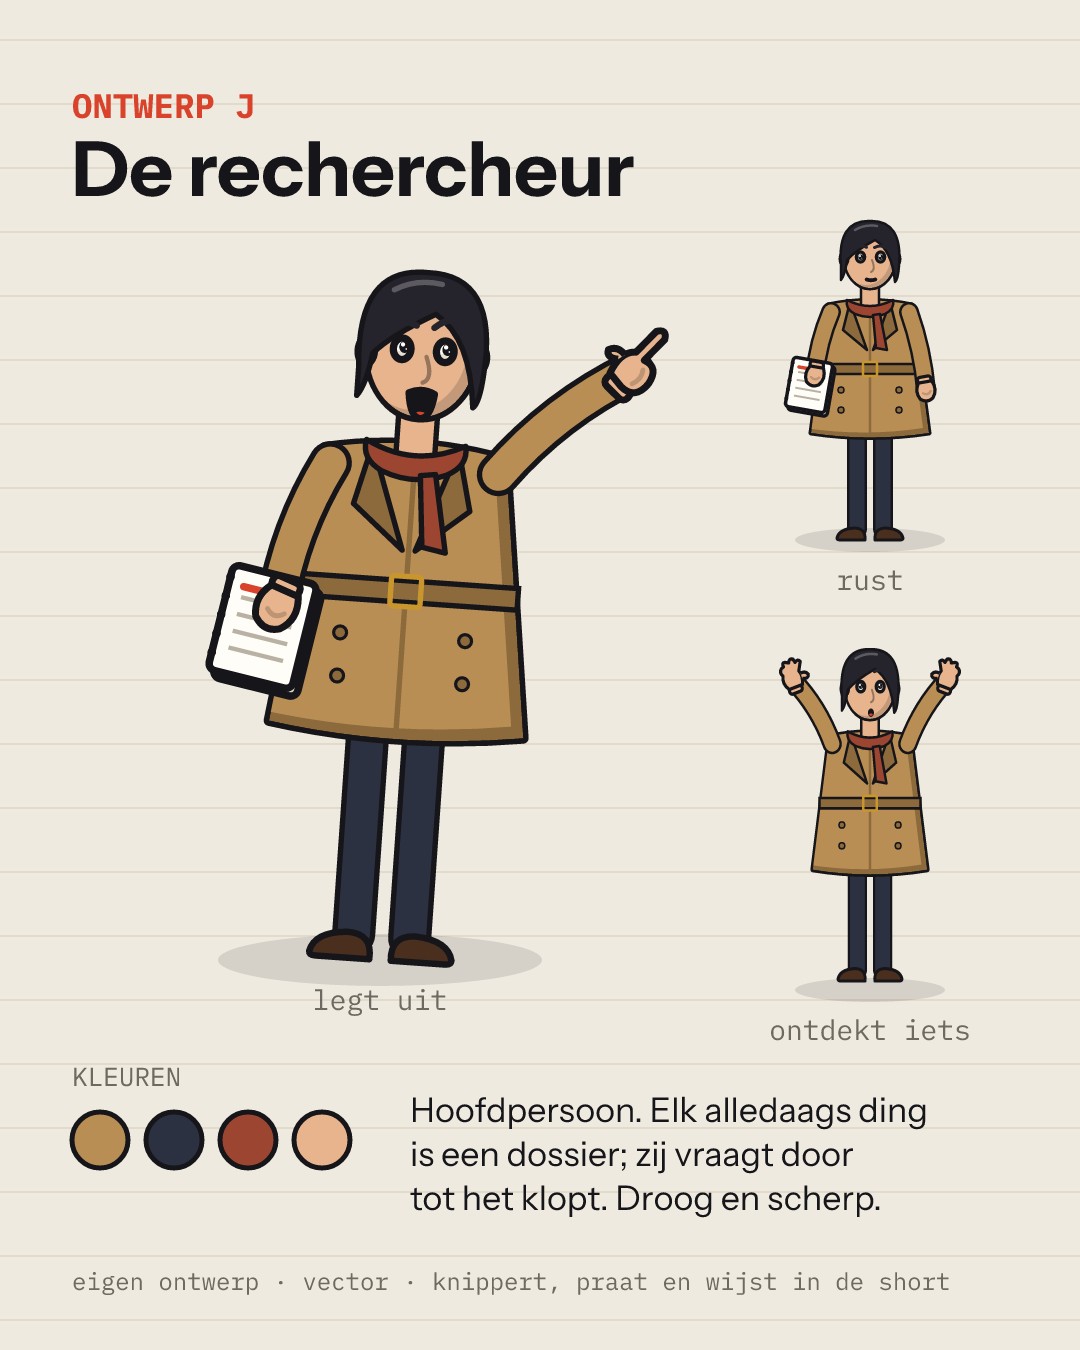 ONTWERP J
De rechercheur
rust
legt uit
ontdekt iets
KLEUREN
Hoofdpersoon. Elk alledaags ding
is een dossier; zij vraagt door
tot het klopt. Droog en scherp.
eigen ontwerp · vector · knippert, praat en wijst in de short